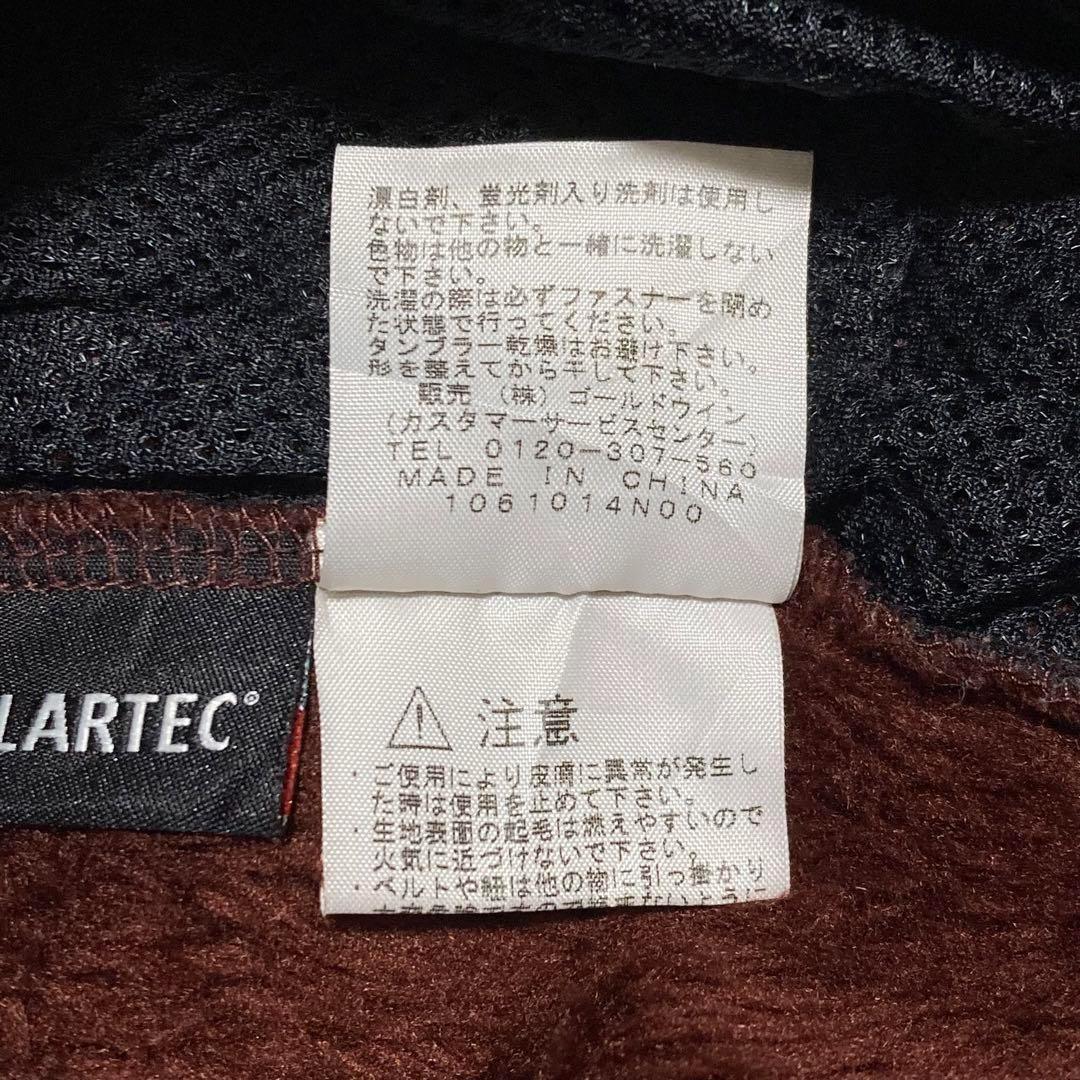 漂白剤、蛍光剤入り洗剤は使用し
ないで下さい。
色物は他の物と一緒に洗濯しない
で下さい。
洗濯の際は必ずファスナーを閉め
た状態で行ってください。
タンブラー乾燥はお避け下さい。
形を整えてから干して下さい。
販売 (株) ゴールドウイン
(カスタマーサービスセンター)
TEL 0120-307-560
MADE IN CHINA
1061014N00
LARTEC®
注意
・ご使用により皮膚に異常が発生し
た時は使用を止めて下さい。
・生地表面の起毛は燃えやすいので
火気に近づけないで下さい。
・ベルトや紐は他の物に引っ掛かり